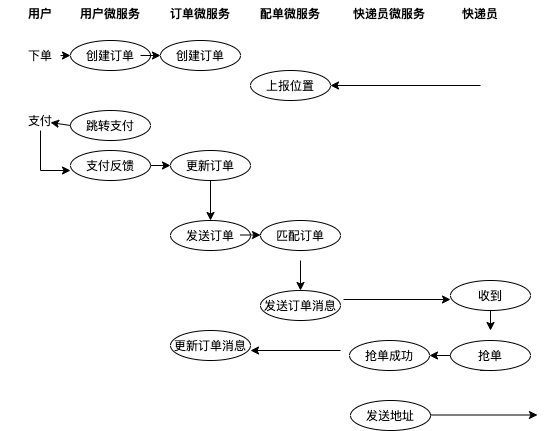 用户 用户微服务 订单微服务 配单微服务 快递员微服务 快递员
下单 创建订单 创建订单
上报位置
支付 跳转支付
支付反馈 更新订单
发送订单 匹配订单
发送订单消息 收到
更新订单消息 抢单成功 抢单
发送地址